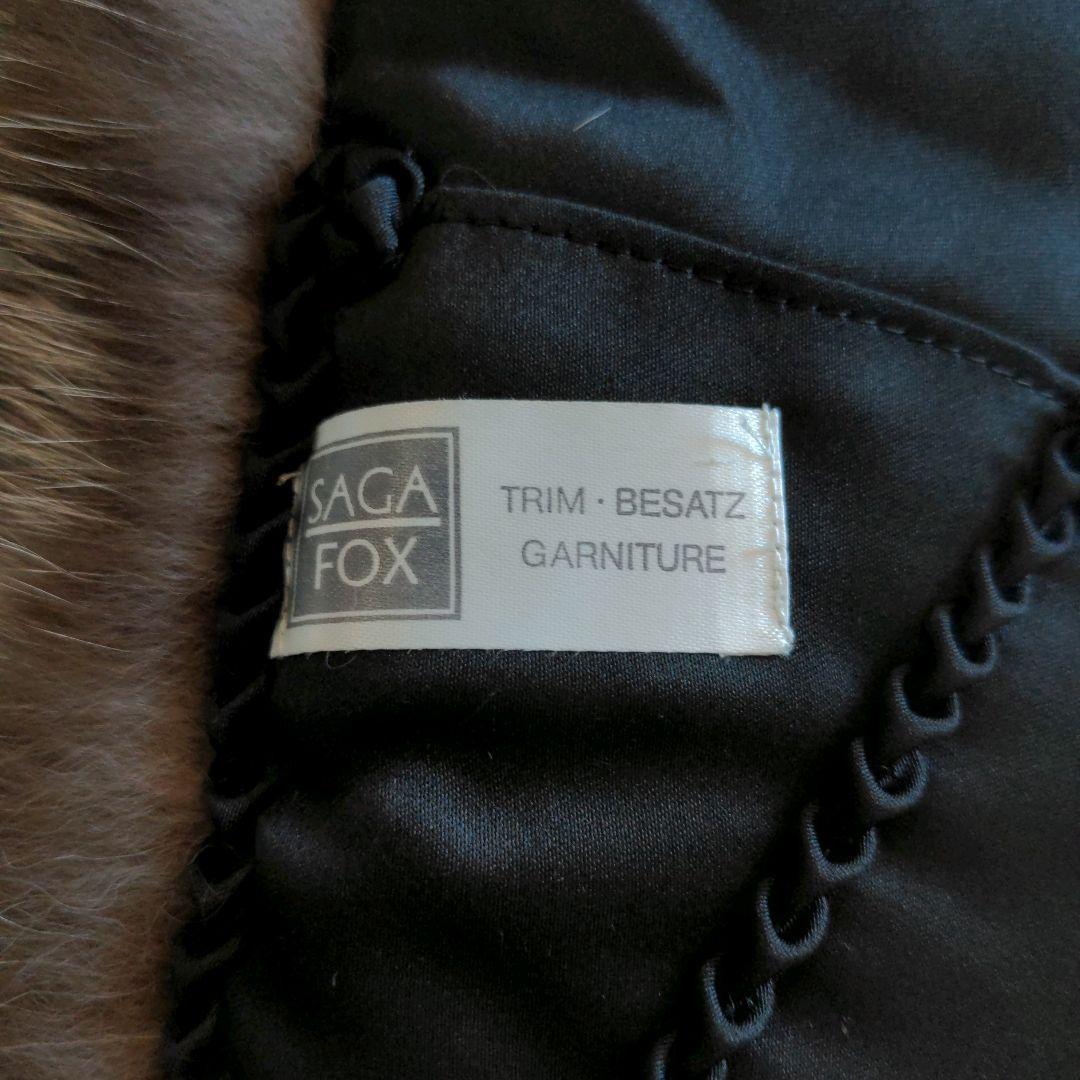 SAGA
FOX
TRIM · BESATZ
GARNITURE